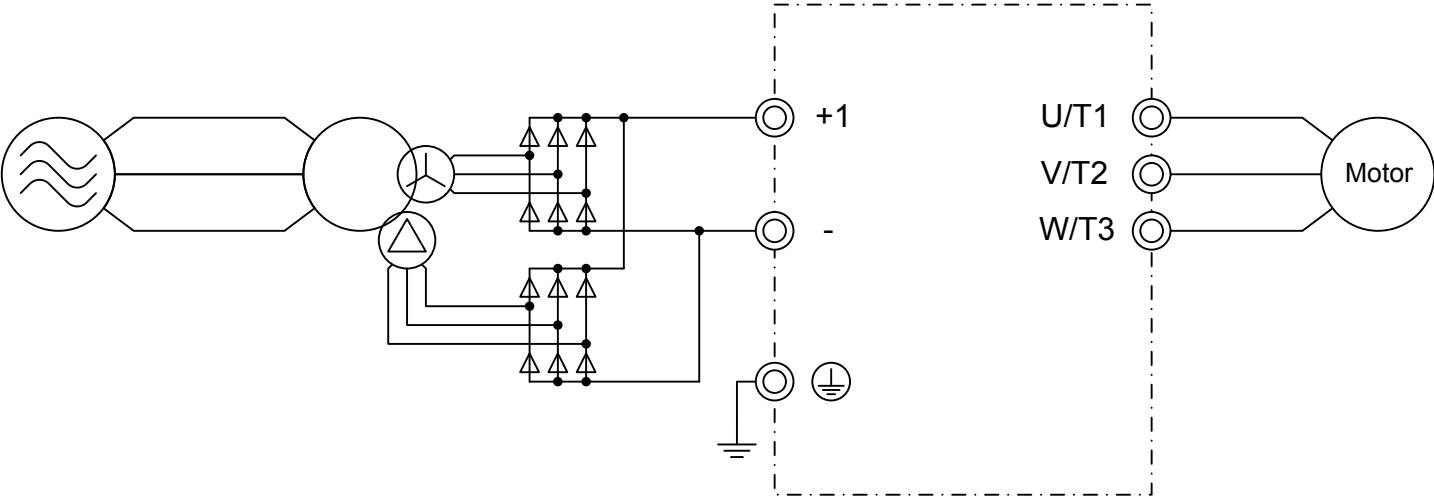 +1
U/T1
V/T2
Motor
-
W/T3